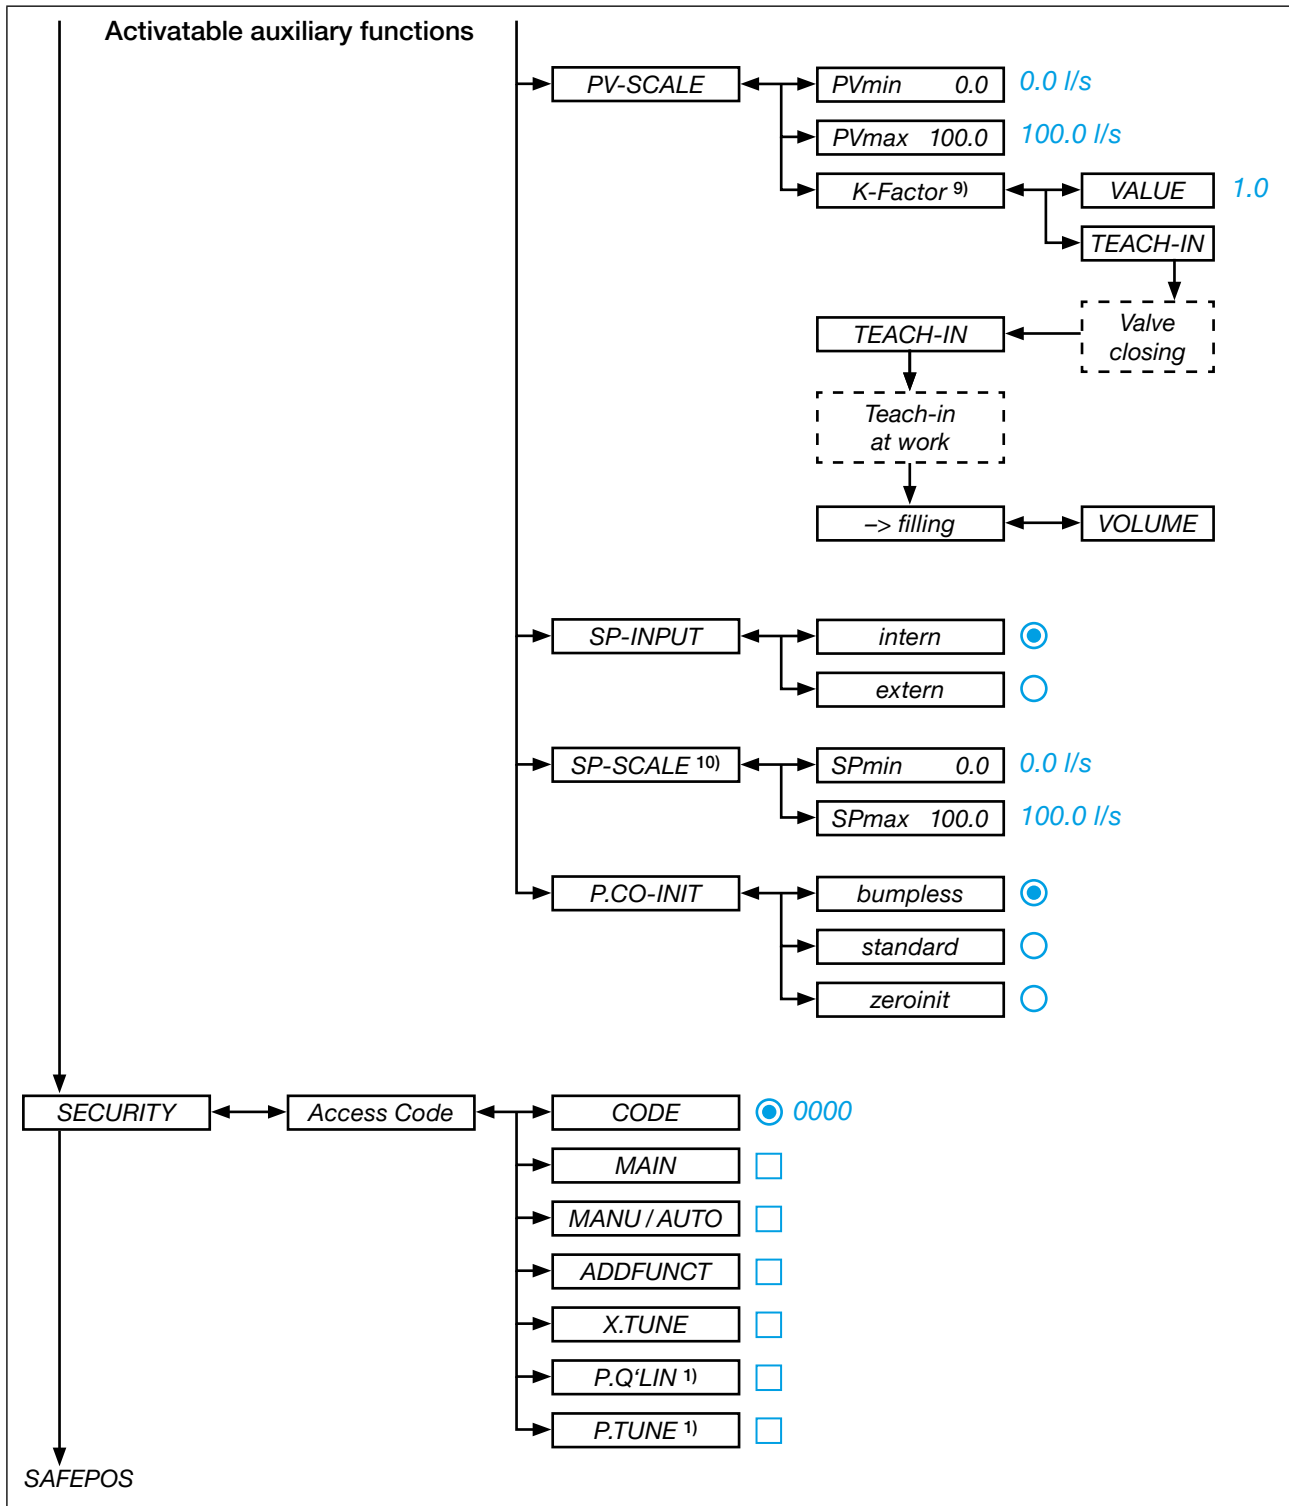 Activatable auxiliary functions
PV-SCALE
PVmin 0.0
0.0 l/s
PVmax 100.0
100.0 l/s
K-Factor 9)
VALUE
1.0
TEACH-IN
Valve
closing
TEACH-IN
Teach-in
at work
–> filling
VOLUME
SP-INPUT
intern
extern
SP-SCALE 10)
SPmin 0.0
0.0 l/s
SPmax 100.0
100.0 l/s
P.CO-INIT
bumpless
standard
zeroinit
SECURITY
Access Code
CODE
0000
MAIN
MANU / AUTO
ADDFUNCT
X.TUNE
P.Q‘LIN 1)
P.TUNE 1)
SAFEPOS